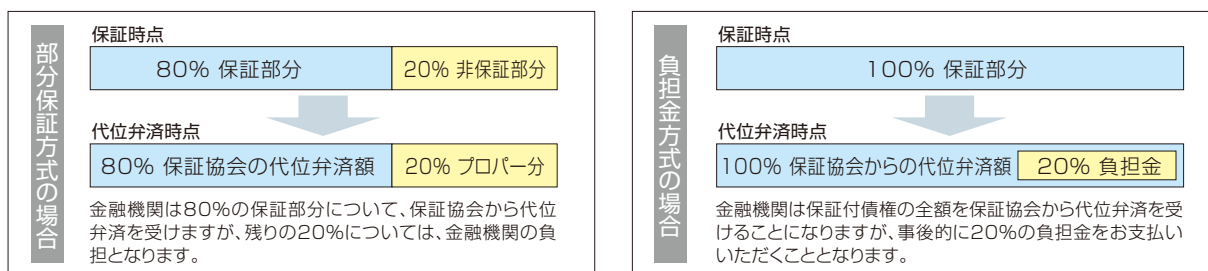 部分保証方式の場合
保証時点
80% 保証部分
20% 非保証部分
代位弁済時点
80% 保証協会の代位弁済額
20% プロパー分
金融機関は80%の保証部分について、保証協会から代位
弁済を受けますが、残りの20%については、金融機関の負
担となります。
負担金方式の場合
保証時点
100% 保証部分
代位弁済時点
100% 保証協会からの代位弁済額
20% 負担金
金融機関は保証付債権の全額を保証協会から代位弁済を受
けることになりますが、事後的に20%の負担金をお支払い
いただくこととなります。